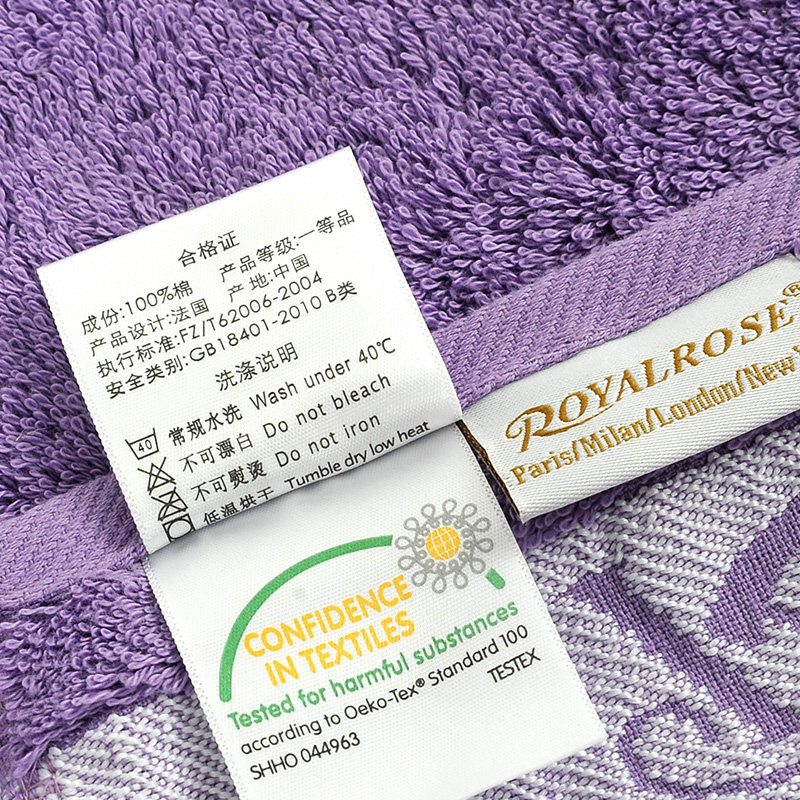 合格证
成份:100%棉 产品等级:一等品
产品设计:法国 产 地:中国
执行标准:FZ/T62006-2004
安全类别:GB18401-2010 B类
洗涤说明
40 常规水洗 Wash under 40℃
不可漂白 Do not bleach
不可熨烫 Do not iron
低温烘干 Tumble dry low heat
CONFIDENCE
IN TEXTILES
Tested for harmful substances
according to Oeko-Tex® Standard 100
SHHO 044963 TESTEX
ROYALROSE®
Paris/Milan/London/New